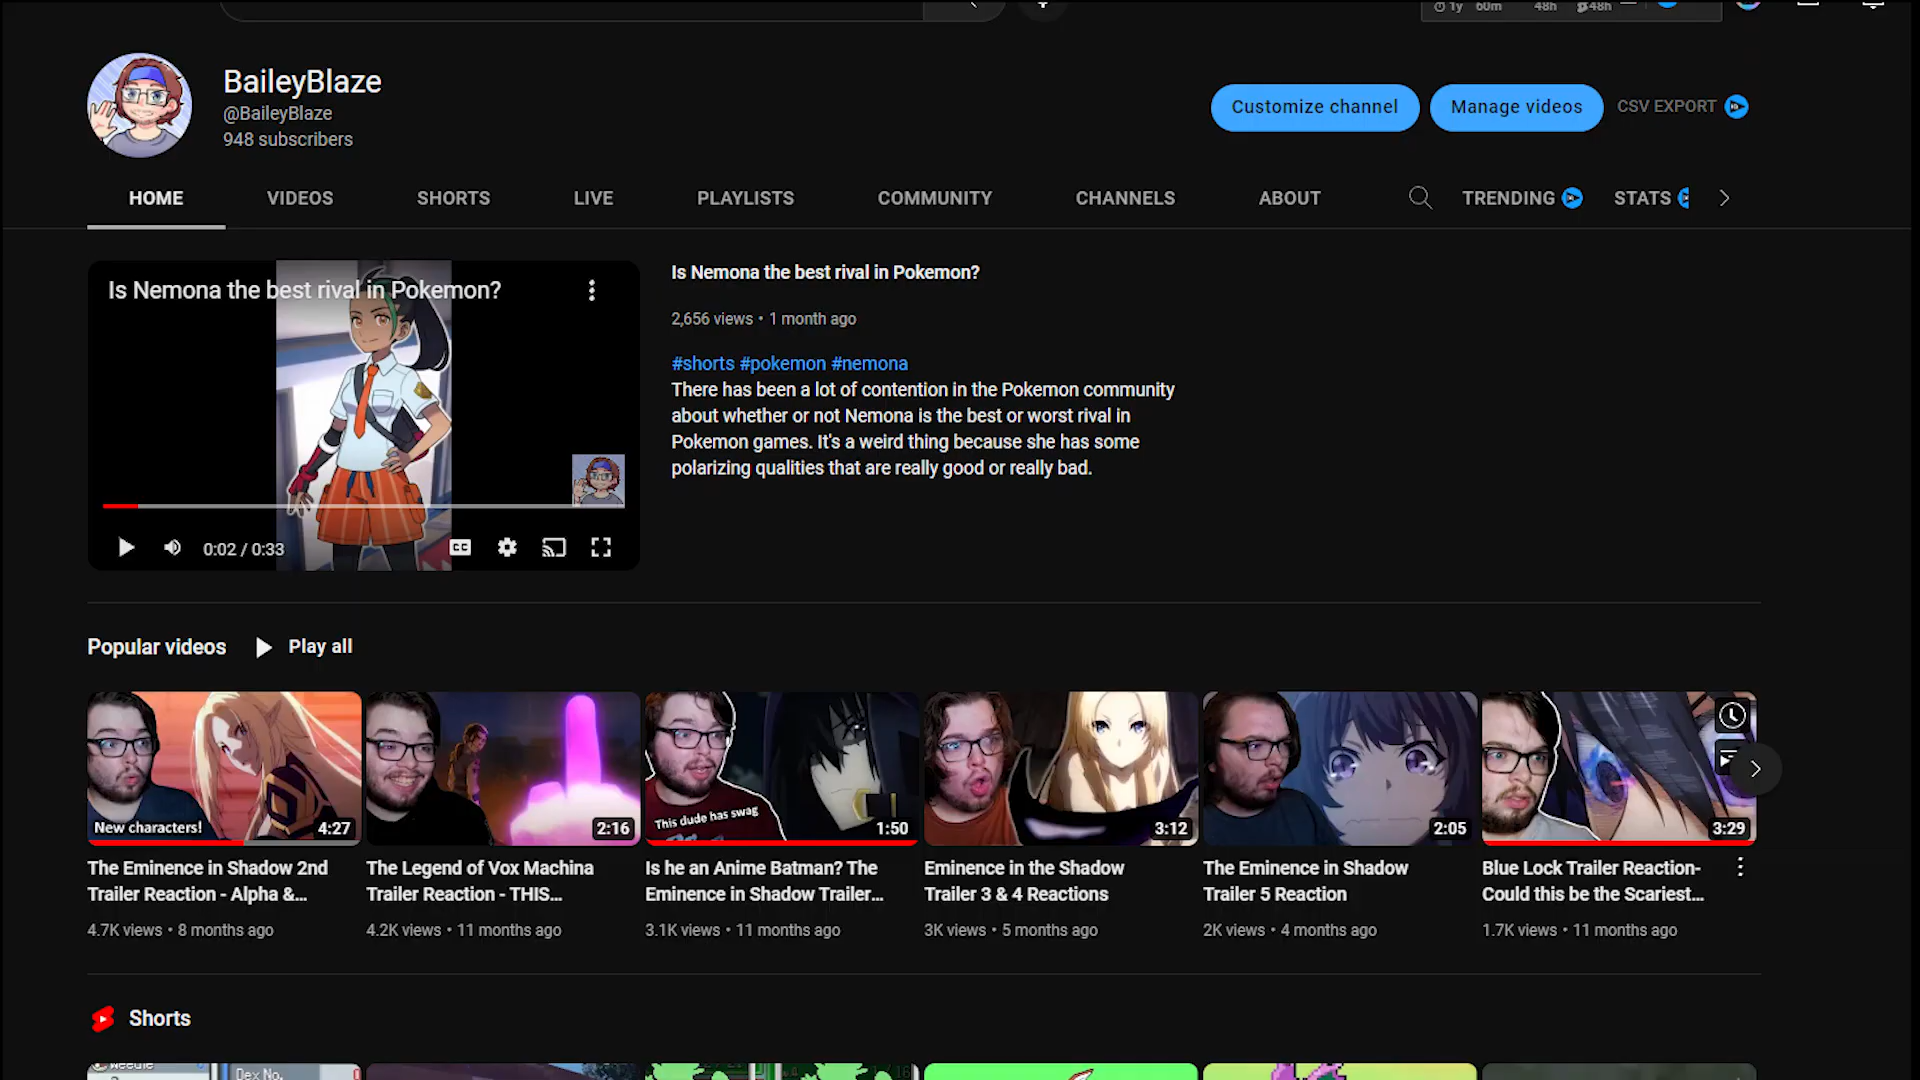 1y 60m 48h 48h
BaileyBlaze
@BaileyBlaze
948 subscribers
Customize channel
Manage videos
CSV EXPORT
HOME
VIDEOS
SHORTS
LIVE
PLAYLISTS
COMMUNITY
CHANNELS
ABOUT
TRENDING
STATS
Is Nemona the best rival in Pokemon?
CC
0:02 / 0:33
Is Nemona the best rival in Pokemon?
2,656 views • 1 month ago
#shorts #pokemon #nemona
There has been a lot of contention in the Pokemon community
about whether or not Nemona is the best or worst rival in
Pokemon games. It's a weird thing because she has some
polarizing qualities that are really good or really bad.
Popular videos
Play all
New characters!
4:27
The Eminence in Shadow 2nd
Trailer Reaction - Alpha &...
4.7K views • 8 months ago
2:16
The Legend of Vox Machina
Trailer Reaction - THIS...
4.2K views • 11 months ago
This dude has swag
1:50
Is he an Anime Batman? The
Eminence in Shadow Trailer...
3.1K views • 11 months ago
3:12
Eminence in the Shadow
Trailer 3 & 4 Reactions
3K views • 5 months ago
2:05
The Eminence in Shadow
Trailer 5 Reaction
2K views • 4 months ago
3:29
Blue Lock Trailer Reaction-
Could this be the Scariest...
1.7K views • 11 months ago
Shorts
Weedle
Dex No.